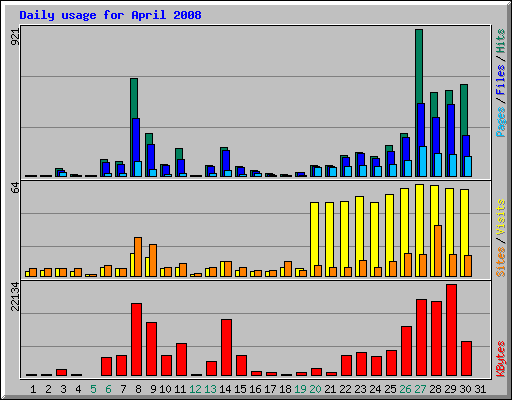 Daily usage for April 2008
921
Pages / Files / Hits
64
Sites / Visits
22134
KBytes
1 2 3 4 5 6 7 8 9 10 11 12 13 14 15 16 17 18 19 20 21 22 23 24 25 26 27 28 29 30 31